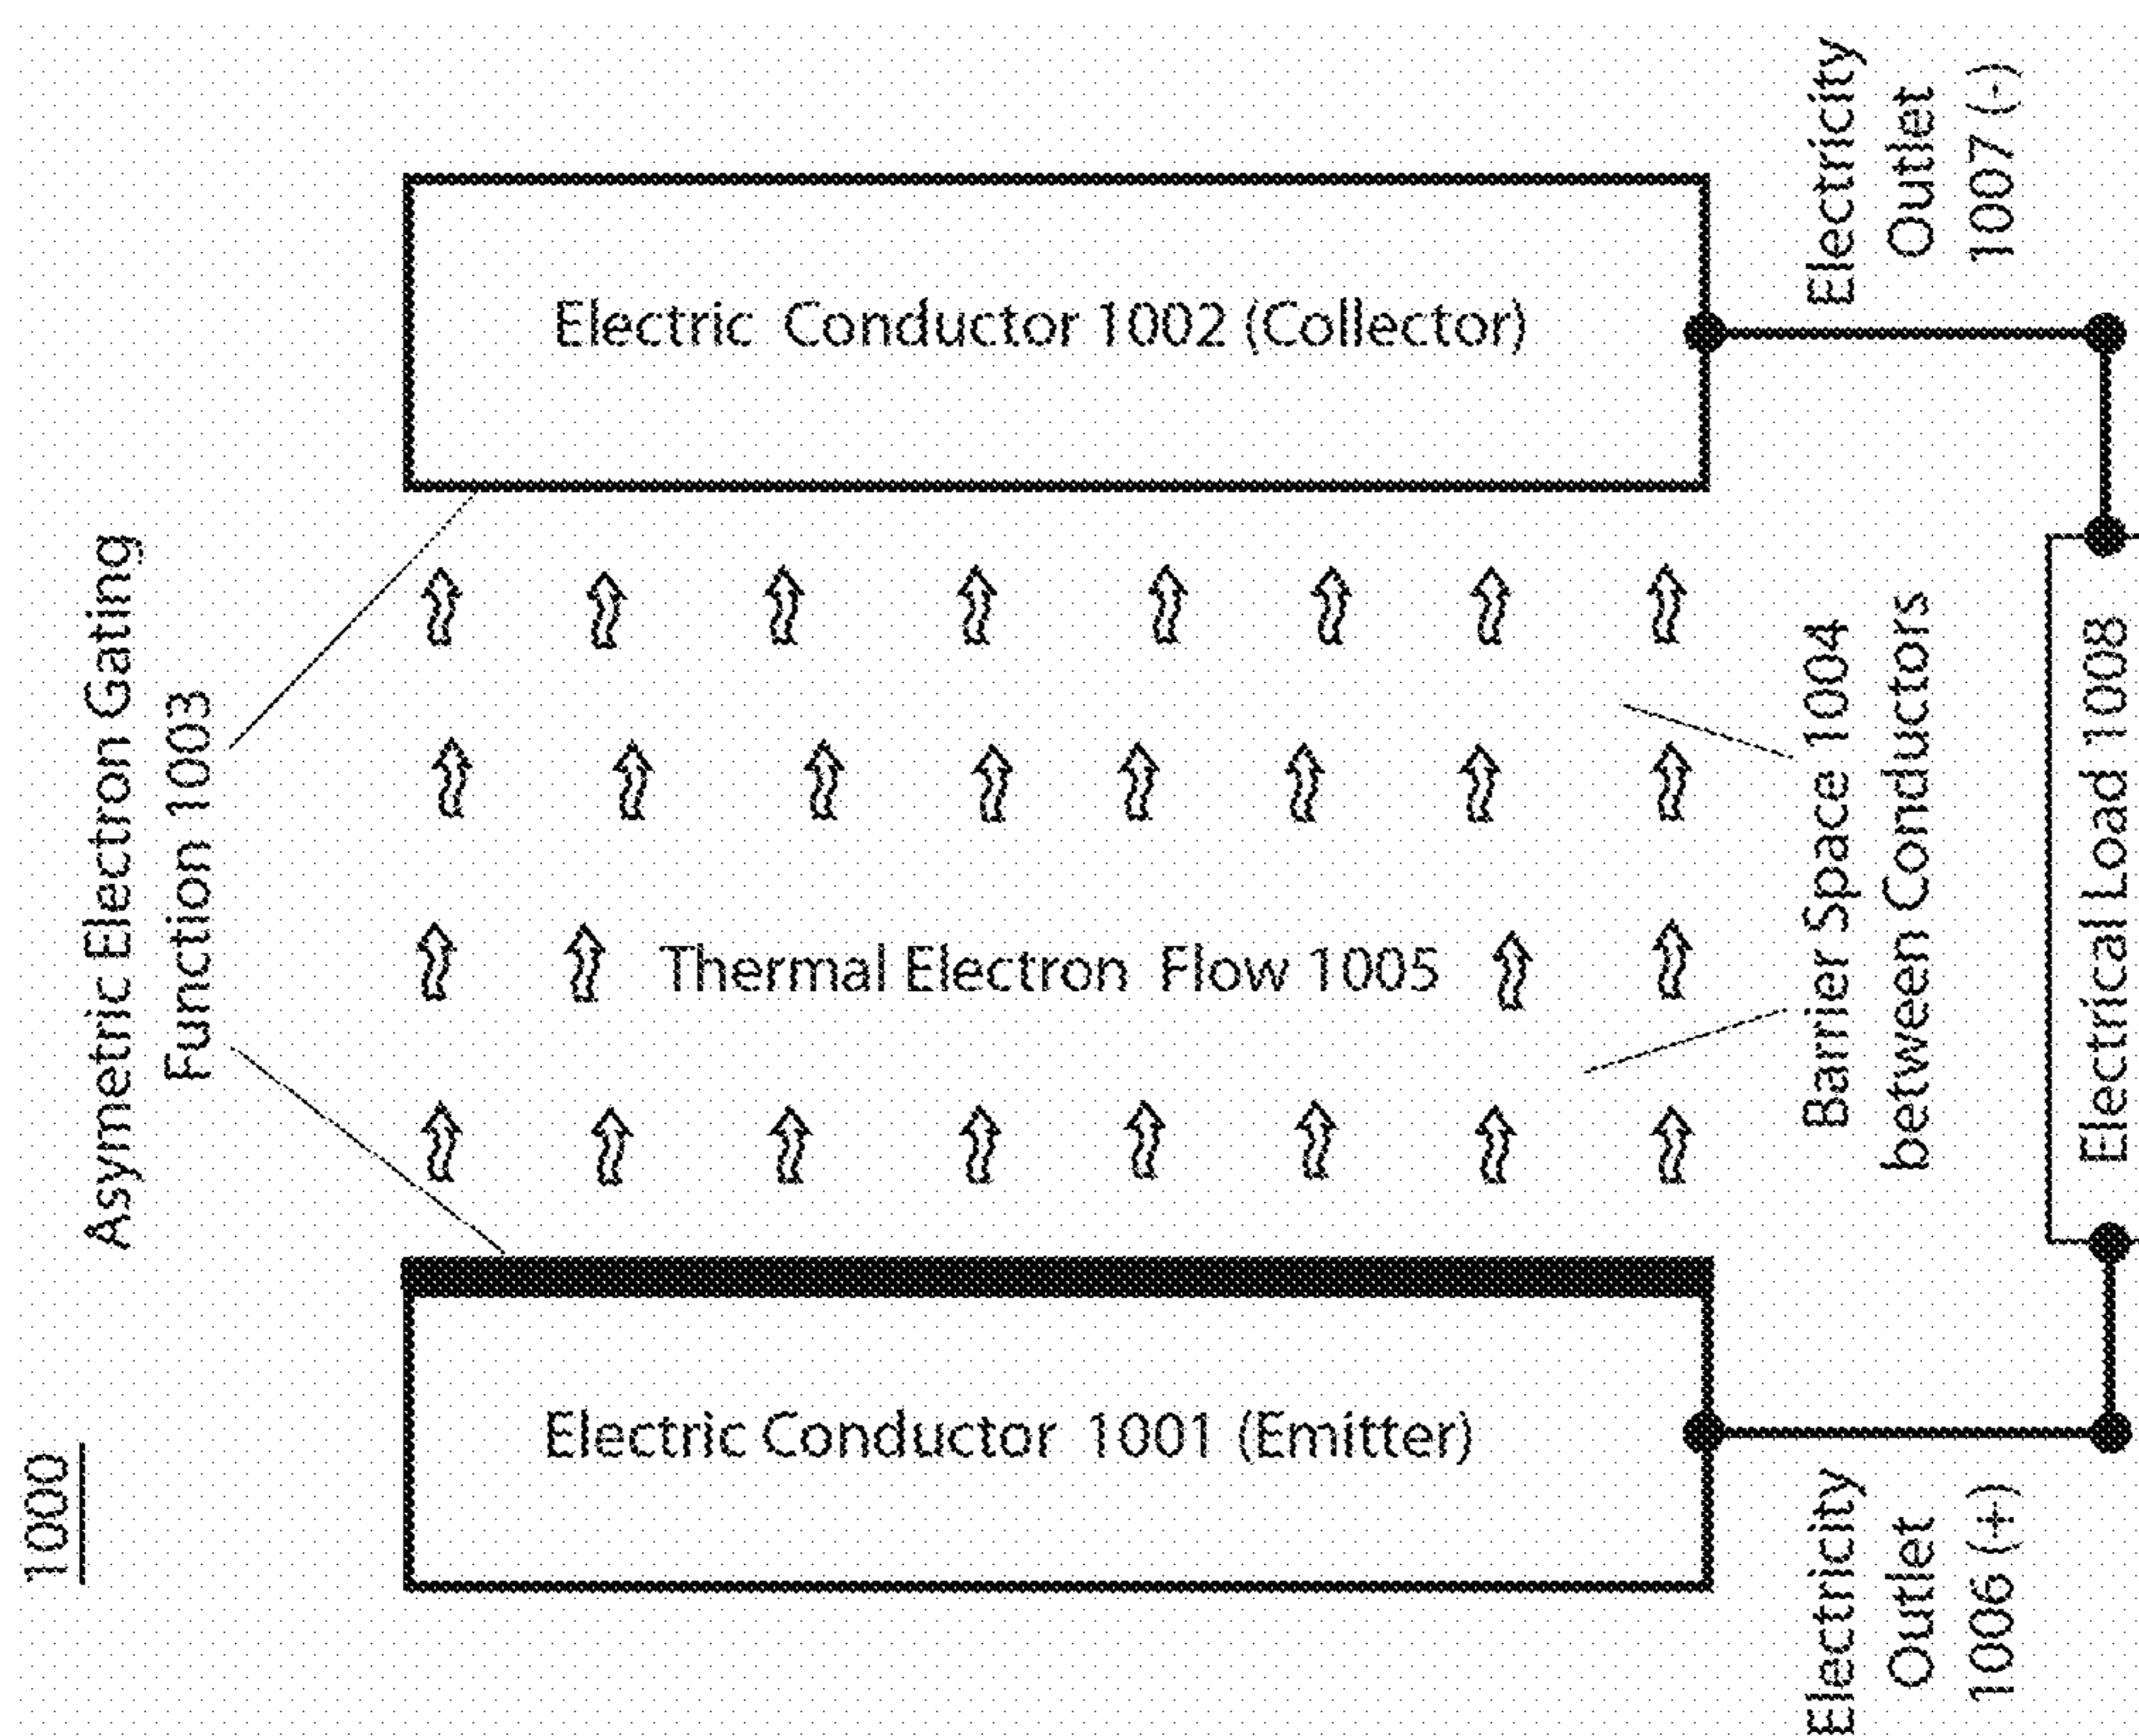 1000
Asymetric Electron Gating
Function 1003
Electric Conductor 1002 (Collector)
Thermal Electron Flow 1005
Electric Conductor 1001 (Emitter)
Electricity
Outlet
1007 (-)
Barrier Space 1004
between Conductors
Electrical Load 1008
Electricity
Outlet
1006 (+)